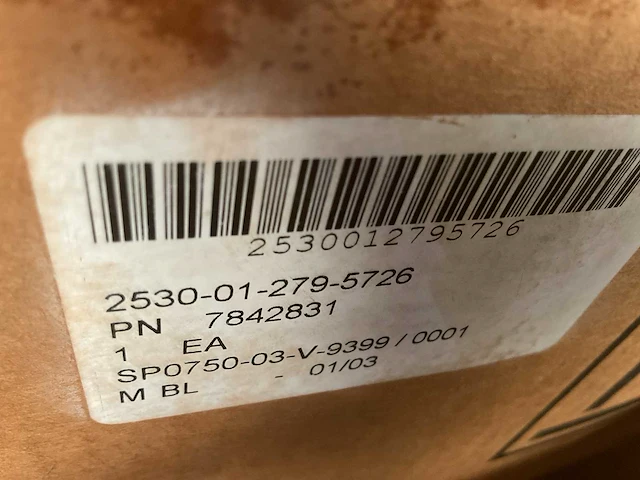 2530012795726
2530-01-279-5726
PN 7842831
1 EA
SP0750-03-V-9399 / 0001
M BL - 01/03